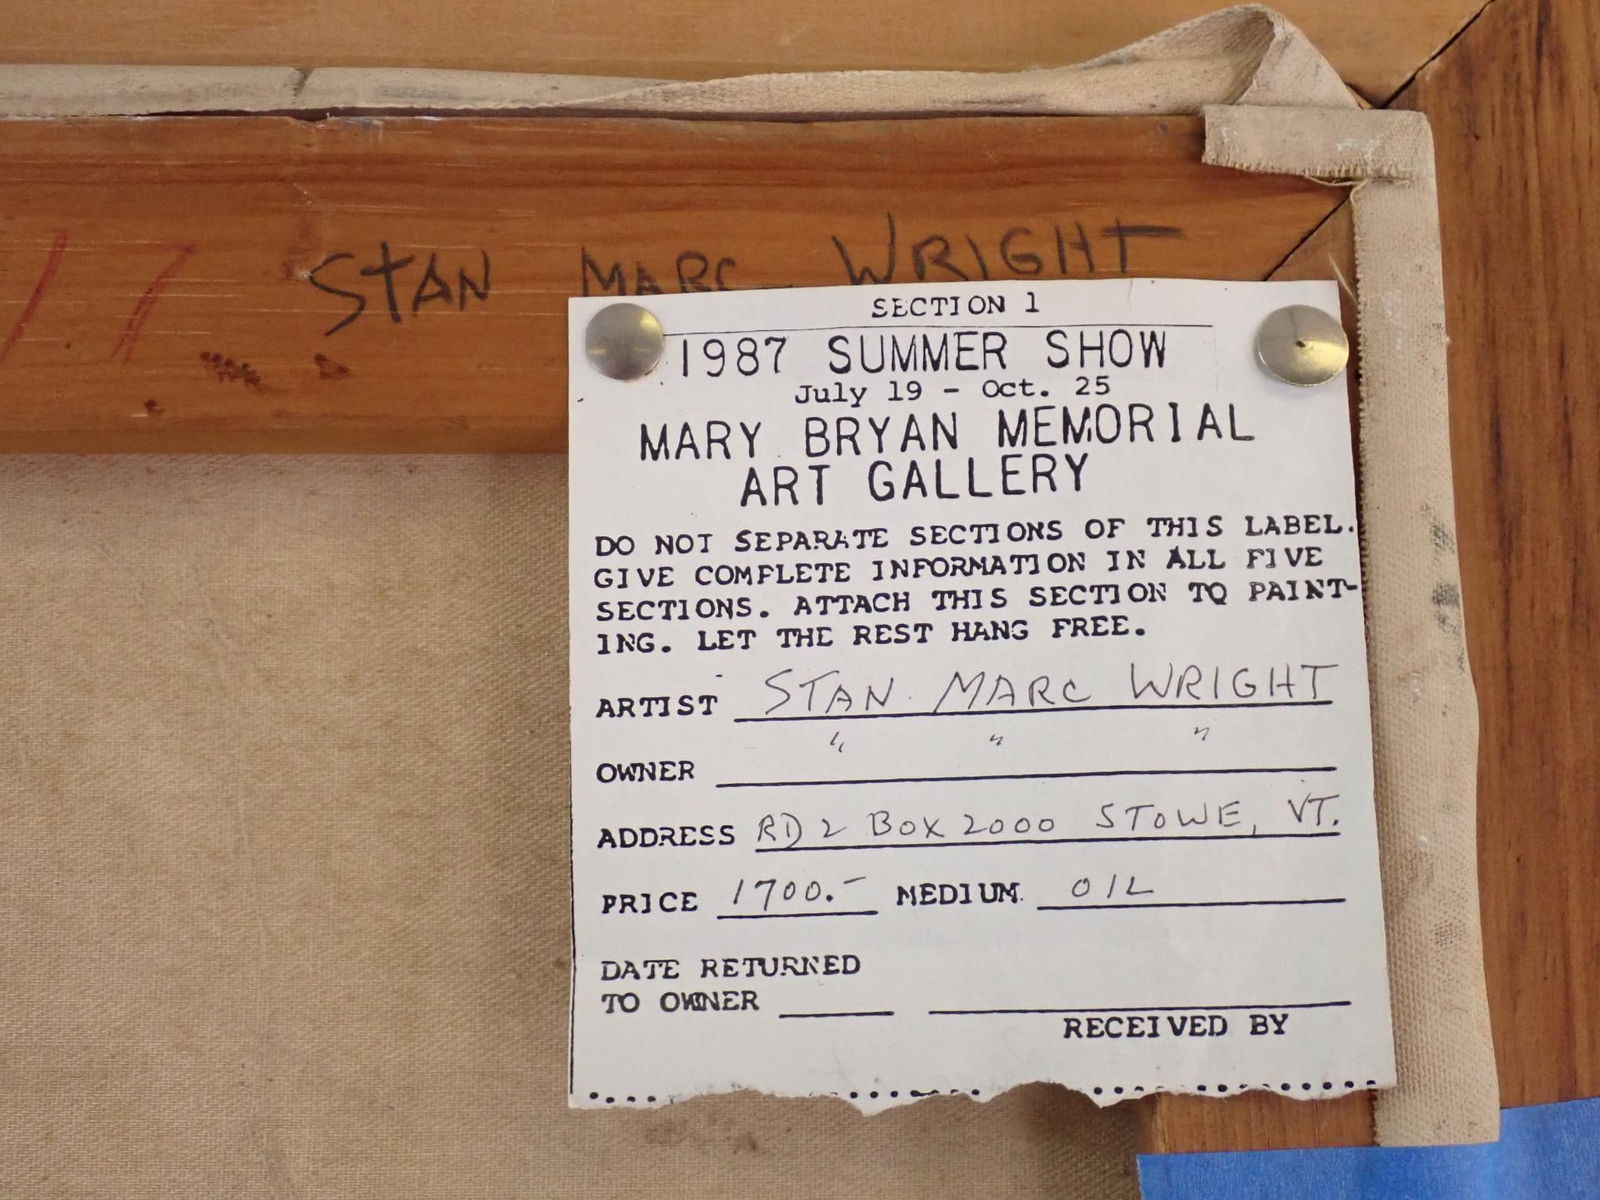 17 STAN MARC WRIGHT
SECTION 1
1987 SUMMER SHOW
July 19 - Oct. 25
MARY BRYAN MEMORIAL
ART GALLERY
DO NOT SEPARATE SECTIONS OF THIS LABEL.
GIVE COMPLETE INFORMATION IN ALL FIVE
SECTIONS. ATTACH THIS SECTION TO PAINT-
ING. LET THE REST HANG FREE.
ARTIST STAN MARC WRIGHT
OWNER " " "
ADDRESS RD 2 BOX 2000 STOWE, VT.
PRICE 1700.- MEDIUM OIL
DATE RETURNED
TO OWNER
RECEIVED BY